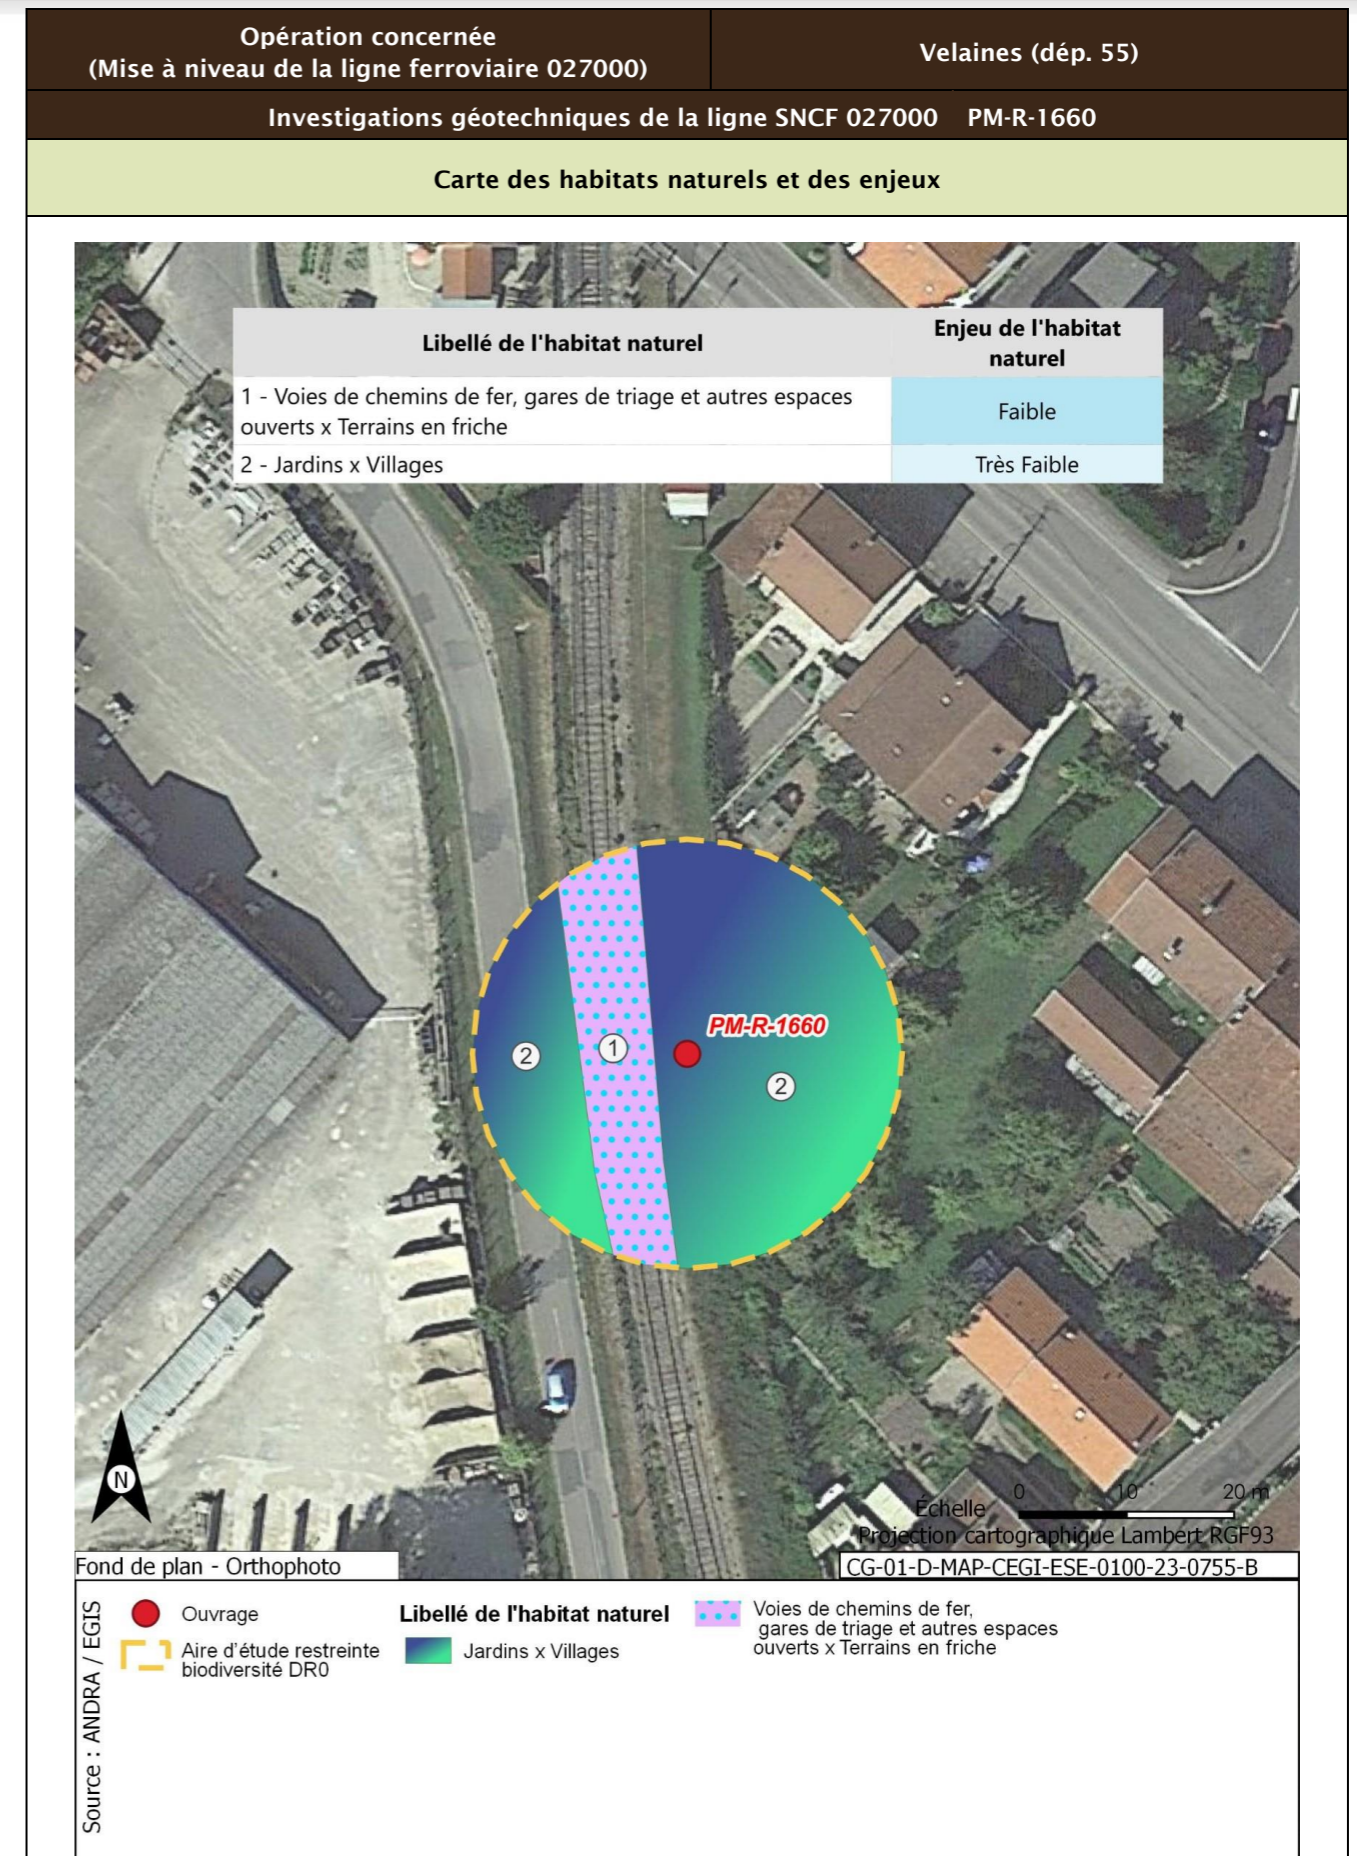 Opération concernée
(Mise à niveau de la ligne ferroviaire 027000)
Velaines (dép. 55)
Investigations géotechniques de la ligne SNCF 027000 PM-R-1660
Carte des habitats naturels et des enjeux
Libellé de l'habitat naturel
Enjeu de l'habitat
naturel
1 - Voies de chemins de fer, gares de triage et autres espaces
ouverts x Terrains en friche
Faible
2 - Jardins x Villages
Très Faible
PM-R-1660
2
1
2
N
0 10 20 m
Échelle
Projection cartographique Lambert RGF93
Fond de plan - Orthophoto
CG-01-D-MAP-CEGI-ESE-0100-23-0755-B
Source : ANDRA / EGIS
Ouvrage
Aire d'étude restreinte
biodiversité DR0
Libellé de l'habitat naturel
Jardins x Villages
Voies de chemins de fer,
gares de triage et autres espaces
ouverts x Terrains en friche